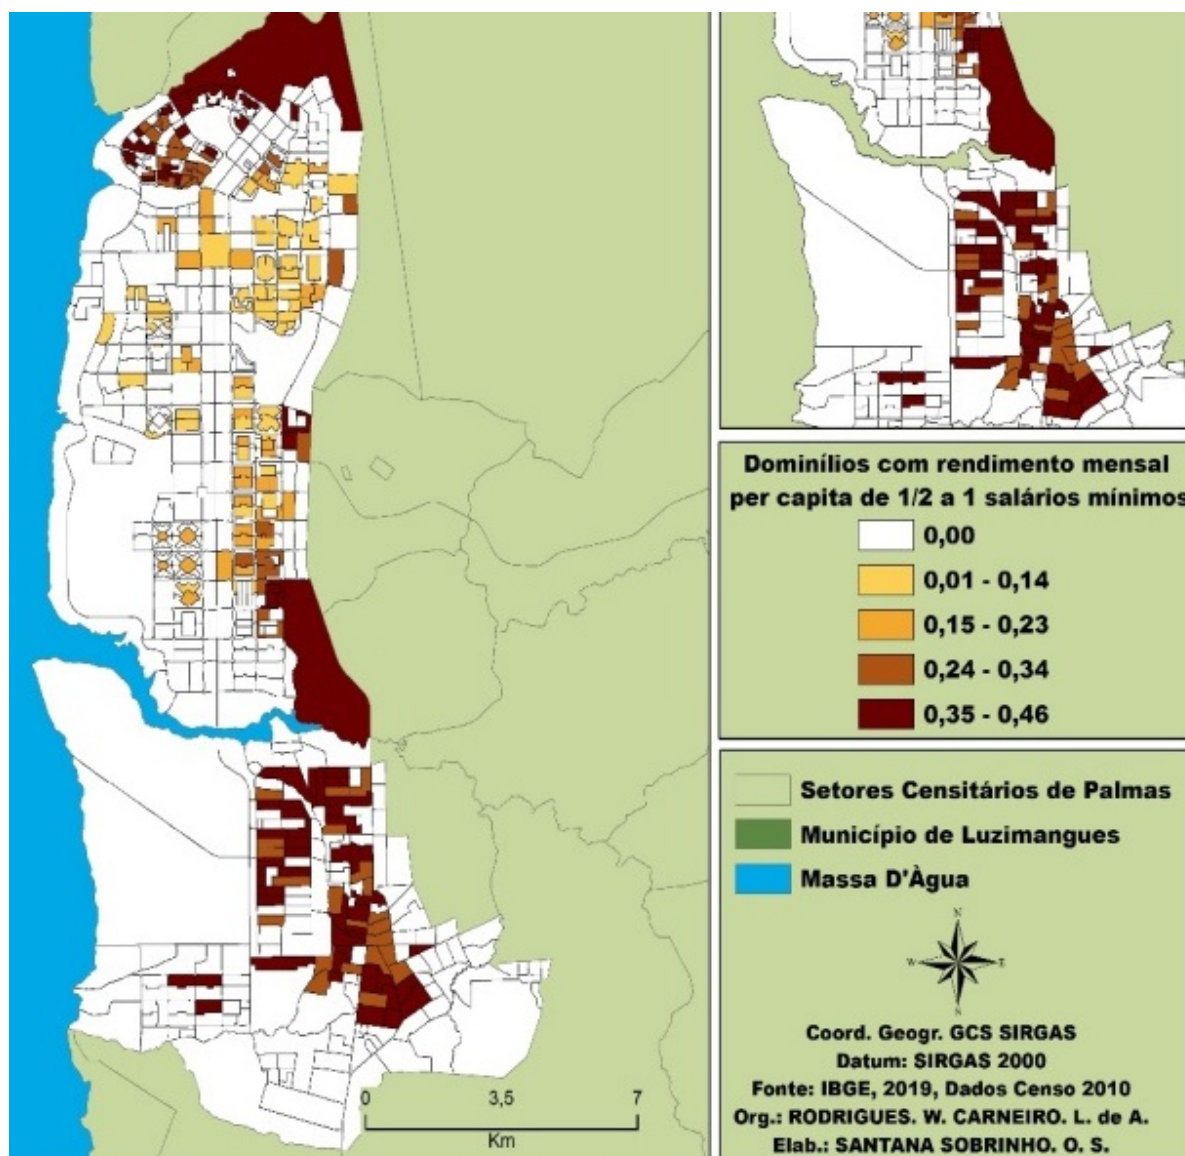 Dominílios com rendimento mensal
per capita de 1/2 a 1 salários mínimos
0,00
0,01 - 0,14
0,15 - 0,23
0,24 - 0,34
0,35 - 0,46
Setores Censitários de Palmas
Município de Luzimangues
Massa D'Àgua
N
W E
N
Coord. Geogr. GCS SIRGAS
Datum: SIRGAS 2000
Fonte: IBGE, 2019, Dados Censo 2010
Org.: RODRIGUES. W. CARNEIRO. L. de A.
Elab.: SANTANA SOBRINHO. O. S.
0 3,5 7
Km